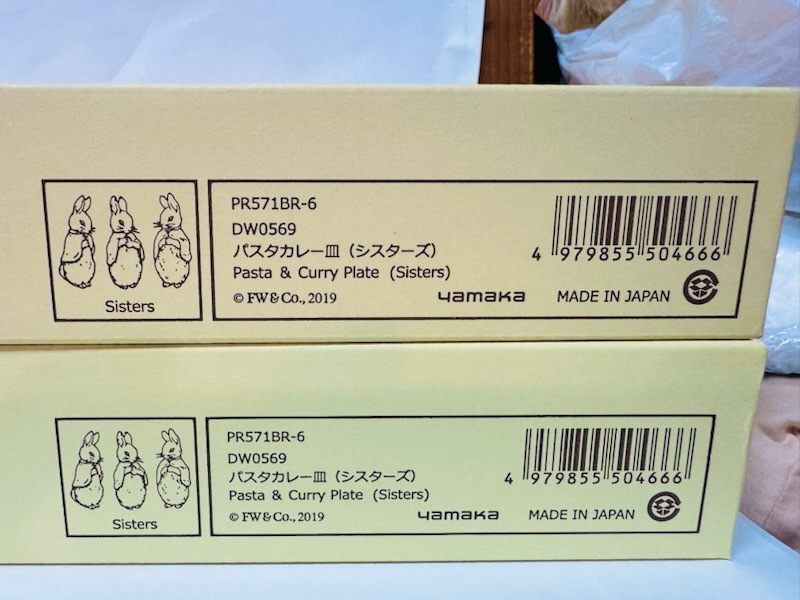 Sisters
PR571BR-6
DW0569
パスタカレー皿（シスターズ）
Pasta & Curry Plate (Sisters)
© FW&Co., 2019
yamaka
MADE IN JAPAN
4 979855 504666
Sisters
PR571BR-6
DW0569
パスタカレー皿（シスターズ）
Pasta & Curry Plate (Sisters)
© FW&Co., 2019
yamaka
MADE IN JAPAN
4 979855 504666